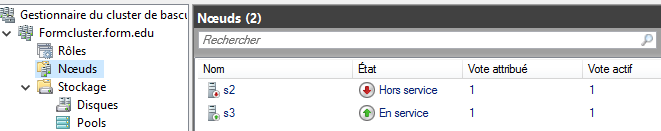 Gestionnaire du cluster de bascu
Formcluster.form.edu
Rôles
Nœuds
Stockage
Disques
Pools
Nœuds (2)
Rechercher
Nom État Vote attribué Vote actif
s2 Hors service 1 1
s3 En service 1 1